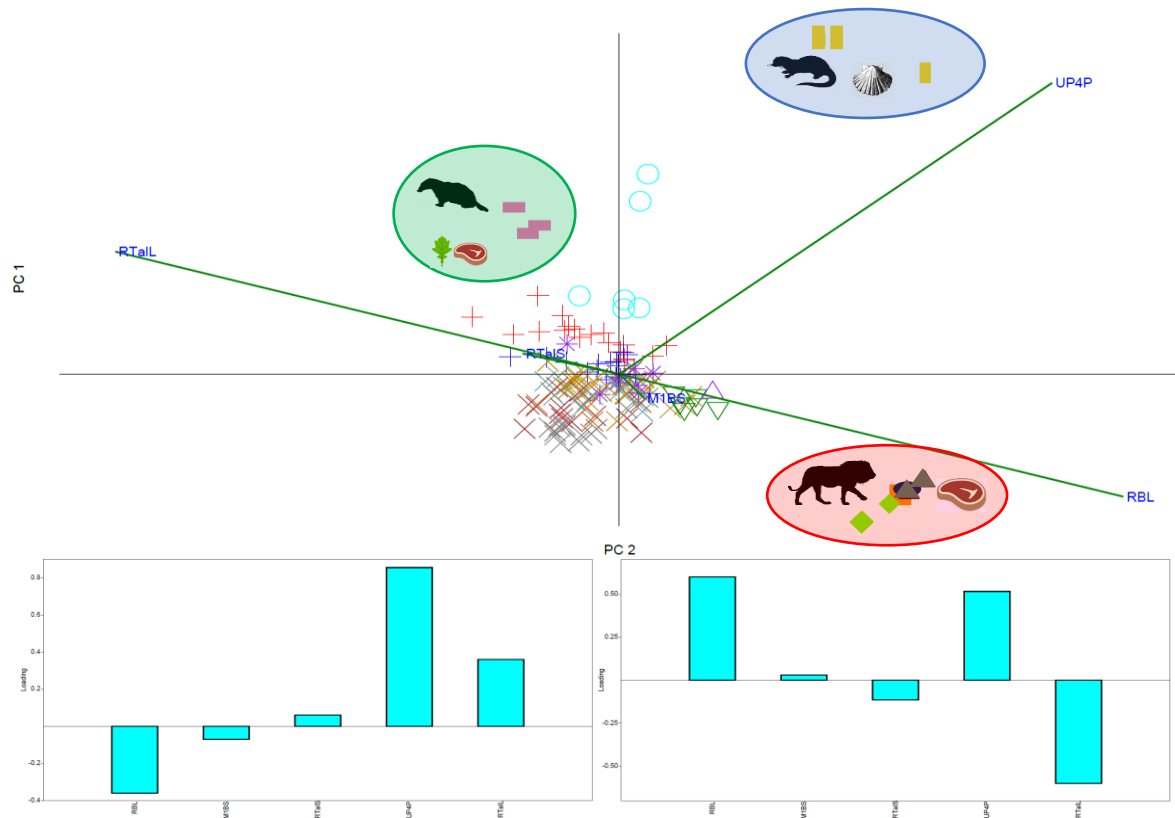 UP4P
RTalL
PC 1
RTalS
M1BS
RBL
PC 2
0.8
0.6
0.4
0.2
-0.2
-0.4
Loading
RBL
M1BS
RTalS
UP4P
RTalL
0.50
0.25
-0.25
-0.50
Loading
RBL
M1BS
RTalS
UP4P
RTalL